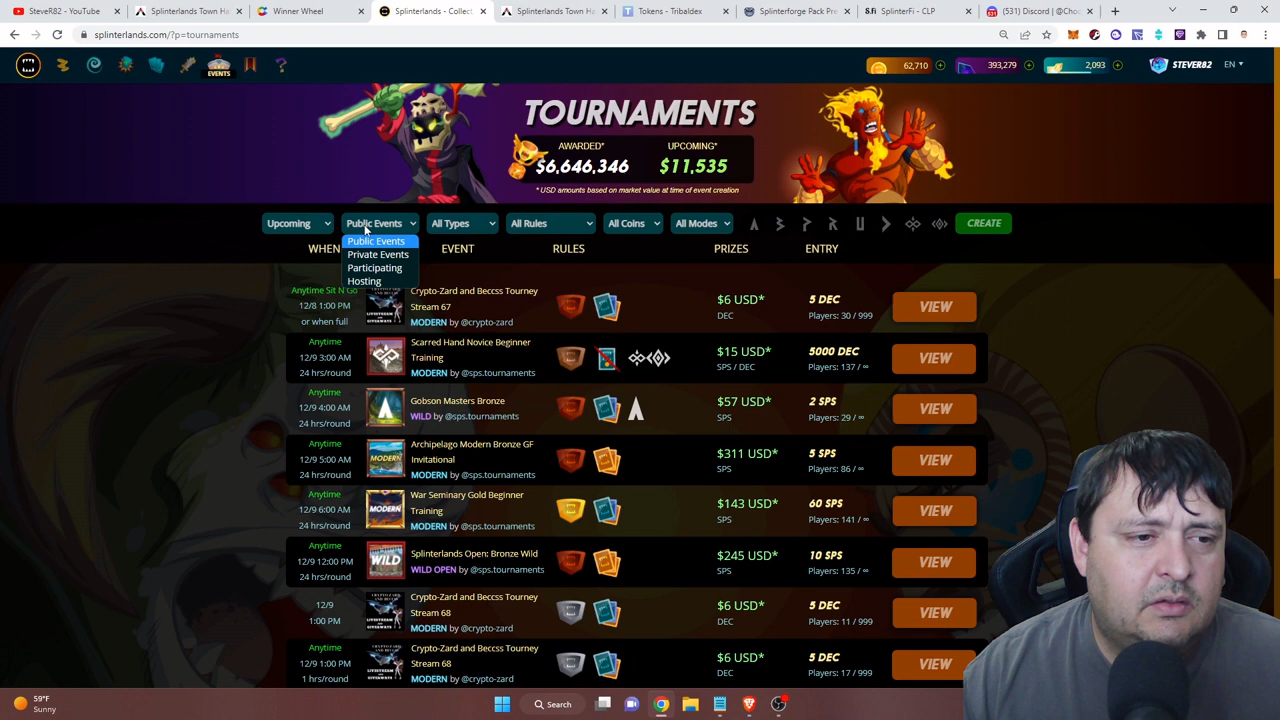 SteveR82 - YouTube
Splinterlands Town Ha
Winner Wheel
Splinterlands - Collect
Splinterlands Town Ha
Tokens - Tribaldex
Splinterforge Pack Pre
SplinterFi - CLP
(531) Discord | @Choc
splinterlands.com/?p=tournaments
EVENTS
62,710
393,279
2,093
STEVER82
EN
TOURNAMENTS
AWARDED*
UPCOMING*
$6,646,346
$11,535
* USD amounts based on market value at time of event creation
Upcoming
Public Events
All Types
All Rules
All Coins
All Modes
CREATE
Public Events
Private Events
Participating
Hosting
WHEN
EVENT
RULES
PRIZES
ENTRY
Anytime Sit N Go
12/8 1:00 PM
or when full
Crypto-Zard and Beccss Tourney
Stream 67
MODERN by @crypto-zard
$6 USD*
DEC
5 DEC
Players: 30 / 999
VIEW
Anytime
12/9 3:00 AM
24 hrs/round
Scarred Hand Novice Beginner
Training
MODERN by @sps.tournaments
$15 USD*
SPS / DEC
5000 DEC
Players: 137 / ∞
VIEW
Anytime
12/9 4:00 AM
24 hrs/round
Gobson Masters Bronze
WILD by @sps.tournaments
$57 USD*
SPS
2 SPS
Players: 29 / ∞
VIEW
Anytime
12/9 5:00 AM
24 hrs/round
MODERN
Archipelago Modern Bronze GF
Invitational
MODERN by @sps.tournaments
$311 USD*
SPS
5 SPS
Players: 86 / ∞
VIEW
Anytime
12/9 6:00 AM
24 hrs/round
MODERN
War Seminary Gold Beginner
Training
MODERN by @sps.tournaments
$143 USD*
SPS
60 SPS
Players: 141 / ∞
VIEW
Anytime
12/9 12:00 PM
24 hrs/round
WILD
Splinterlands Open: Bronze Wild
WILD OPEN by @sps.tournaments
$245 USD*
SPS
10 SPS
Players: 135 / ∞
VIEW
12/9
1:00 PM
Crypto-Zard and Beccss Tourney
Stream 68
MODERN by @crypto-zard
$6 USD*
DEC
5 DEC
Players: 11 / 999
VIEW
Anytime
12/9 1:00 PM
1 hrs/round
Crypto-Zard and Beccss Tourney
Stream 68
MODERN by @crypto-zard
$6 USD*
DEC
5 DEC
Players: 17 / 999
VIEW
59°F
Sunny
Search